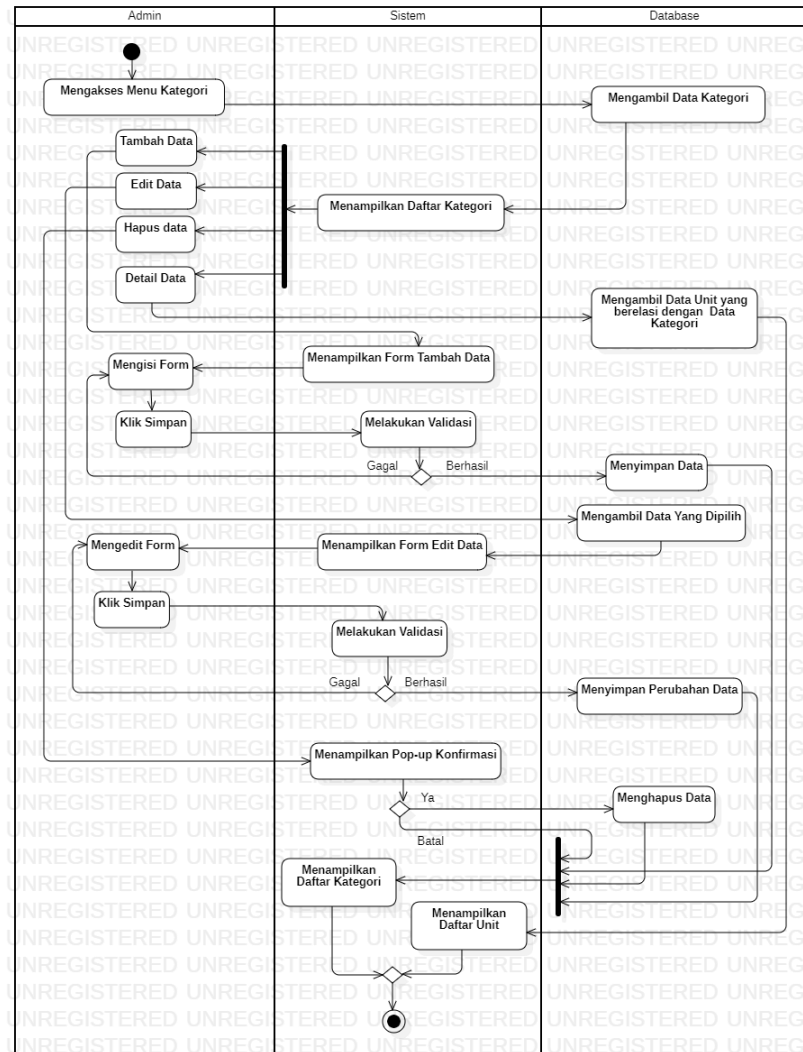 Admin
Sistem
Database
Mengakses Menu Kategori
Mengambil Data Kategori
Tambah Data
Edit Data
Menampilkan Daftar Kategori
Hapus data
Detail Data
Mengambil Data Unit yang
berelasi dengan Data
Kategori
Menampilkan Form Tambah Data
Mengisi Form
Klik Simpan
Melakukan Validasi
Gagal
Berhasil
Menyimpan Data
Mengambil Data Yang Dipilih
Mengedit Form
Menampilkan Form Edit Data
Klik Simpan
Melakukan Validasi
Gagal
Berhasil
Menyimpan Perubahan Data
Menampilkan Pop-up Konfirmasi
Ya
Menghapus Data
Batal
Menampilkan
Daftar Kategori
Menampilkan
Daftar Unit
UNREGISTERED